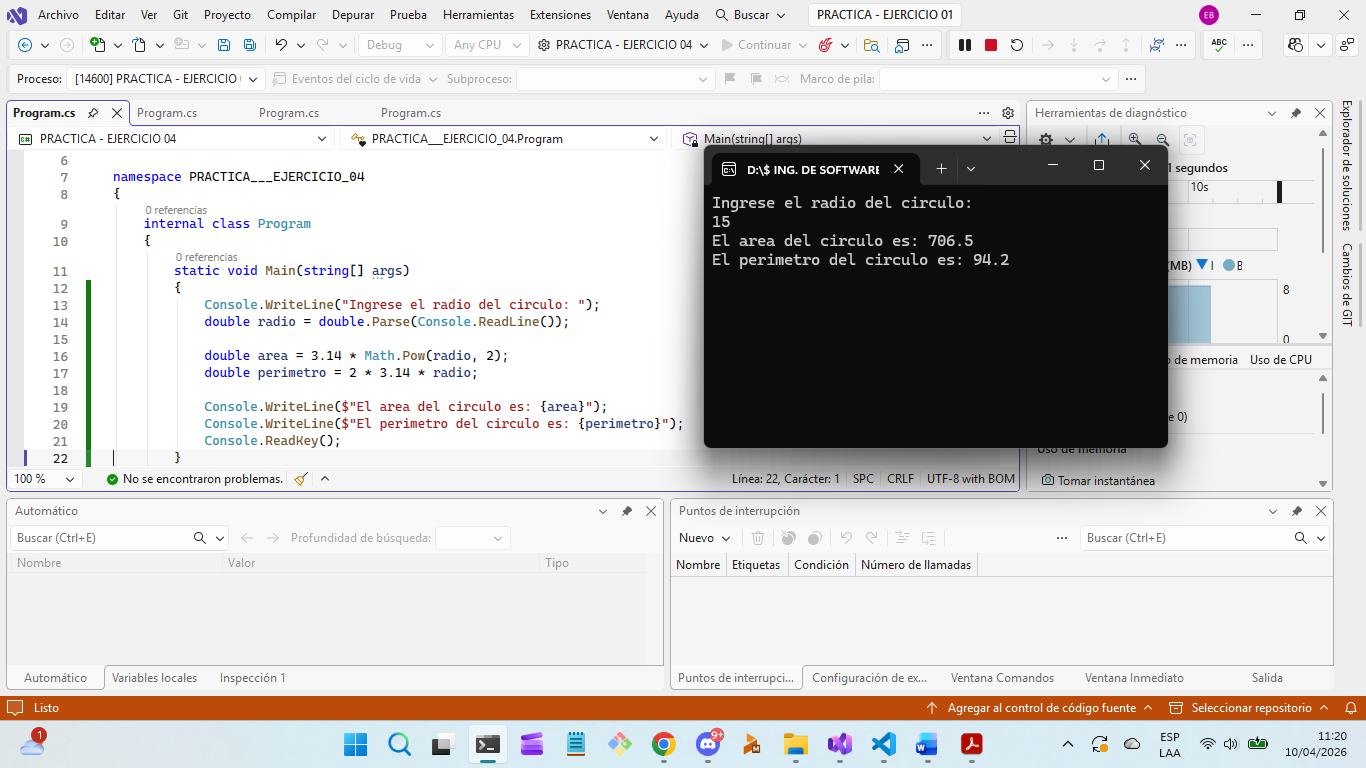 Archivo Editar Ver Git Proyecto Compilar Depurar Prueba Herramientas Extensiones Ventana Ayuda Buscar PRACTICA - EJERCICIO 01 EB
Debug Any CPU PRACTICA - EJERCICIO 04 Continuar ABC
Proceso: [14600] PRACTICA - EJERCICIO Eventos del ciclo de vida Subproceso: Marco de pila:
Program.cs Program.cs Program.cs Program.cs
PRACTICA - EJERCICIO 04 PRACTICA___EJERCICIO_04.Program Main(string[] args)
6
7 namespace PRACTICA___EJERCICIO_04
8 {
0 referencias
9 internal class Program
10 {
0 referencias
11 static void Main(string[] args)
12 {
13 Console.WriteLine("Ingrese el radio del circulo: ");
14 double radio = double.Parse(Console.ReadLine());
15
16 double area = 3.14 * Math.Pow(radio, 2);
17 double perimetro = 2 * 3.14 * radio;
18
19 Console.WriteLine($"El area del circulo es: {area}");
20 Console.WriteLine($"El perimetro del circulo es: {perimetro}");
21 Console.ReadKey();
22 }
100 % No se encontraron problemas. Línea: 22, Carácter: 1 SPC CRLF UTF-8 with BOM
D:\$ ING. DE SOFTWARE
Ingrese el radio del circulo:
15
El area del circulo es: 706.5
El perimetro del circulo es: 94.2
Herramientas de diagnóstico
1 segundos
10s
(MB) I B
8
0
de memoria Uso de CPU
e 0)
Uso de memoria
Tomar instantánea
Explorador de soluciones
Cambios de GIT
Automático
Buscar (Ctrl+E) Profundidad de búsqueda:
Nombre Valor Tipo
Automático Variables locales Inspección 1
Puntos de interrupción
Nuevo Buscar (Ctrl+E)
Nombre Etiquetas Condición Número de llamadas
Puntos de interrupci... Configuración de ex... Ventana Comandos Ventana Inmediato Salida
Listo Agregar al control de código fuente Seleccionar repositorio
1 9+ ESP
LAA
11:20
10/04/2026